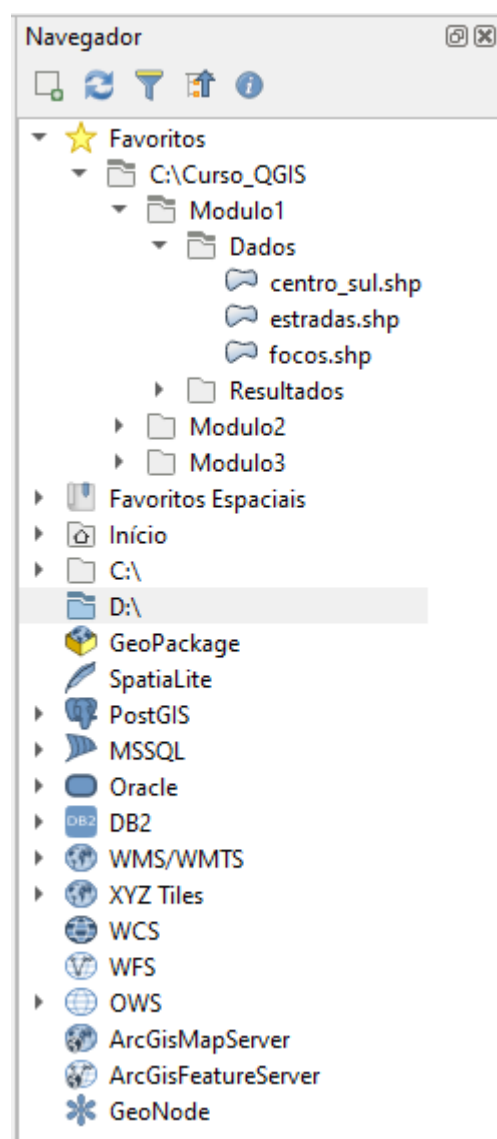 Navegador
Favoritos
C:\Curso_QGIS
Modulo1
Dados
centro_sul.shp
estradas.shp
focos.shp
Resultados
Modulo2
Modulo3
Favoritos Espaciais
Início
C:\
D:\
GeoPackage
SpatiaLite
PostGIS
MSSQL
Oracle
DB2 DB2
WMS/WMTS
XYZ Tiles
WCS
WFS
OWS
ArcGisMapServer
ArcGisFeatureServer
GeoNode